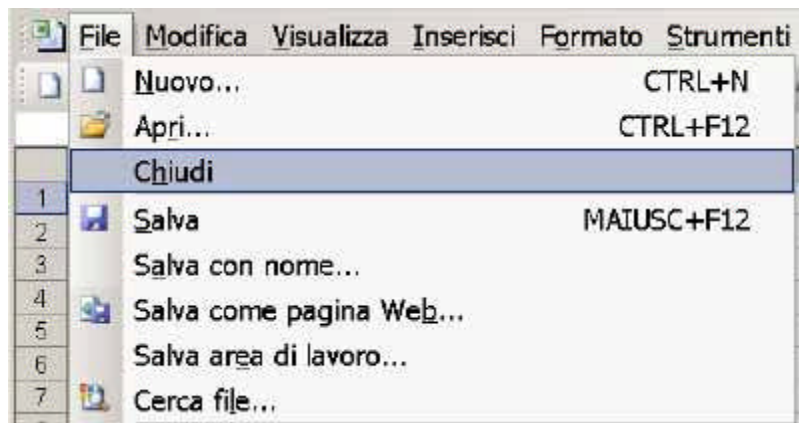 File Modifica Visualizza Inserisci Formato Strumenti
Nuovo... CTRL+N
Apri... CTRL+F12
Chiudi
1
Salva MAIUSC+F12
2
Salva con nome...
3
4
Salva come pagina Web...
5
Salva area di lavoro...
6
Cerca file...
7